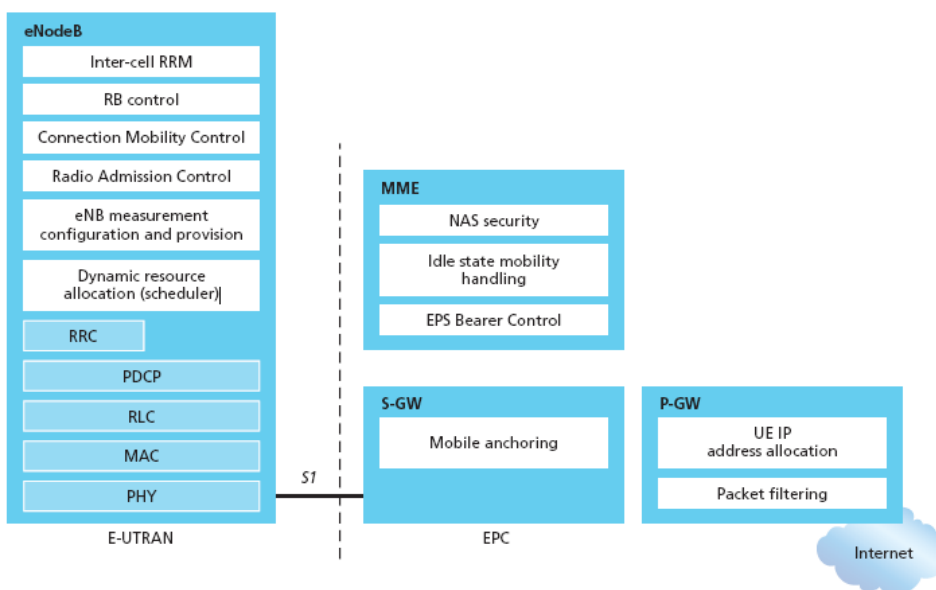 eNodeB
Inter-cell RRM
RB control
Connection Mobility Control
Radio Admission Control
eNB measurement
configuration and provision
Dynamic resource
allocation (scheduler)
RRC
PDCP
RLC
MAC
PHY
E-UTRAN
S1
MME
NAS security
Idle state mobility
handling
EPS Bearer Control
S-GW
Mobile anchoring
EPC
P-GW
UE IP
address allocation
Packet filtering
Internet